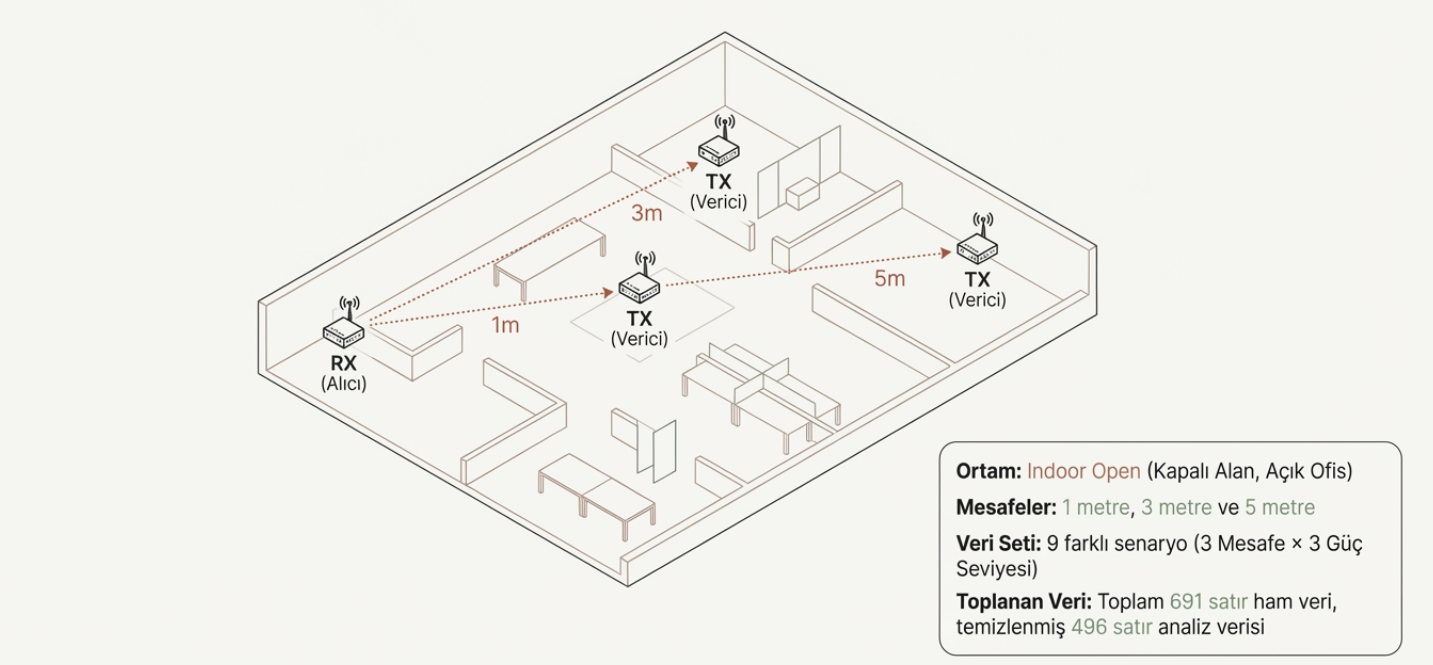 TX
(Verici)
3m
TX
(Verici)
5m
TX
(Verici)
1m
RX
(Alıcı)
Ortam: Indoor Open (Kapalı Alan, Açık Ofis)
Mesafeler: 1 metre, 3 metre ve 5 metre
Veri Seti: 9 farklı senaryo (3 Mesafe × 3 Güç
Seviyesi)
Toplanan Veri: Toplam 691 satır ham veri,
temizlenmiş 496 satır analiz verisi